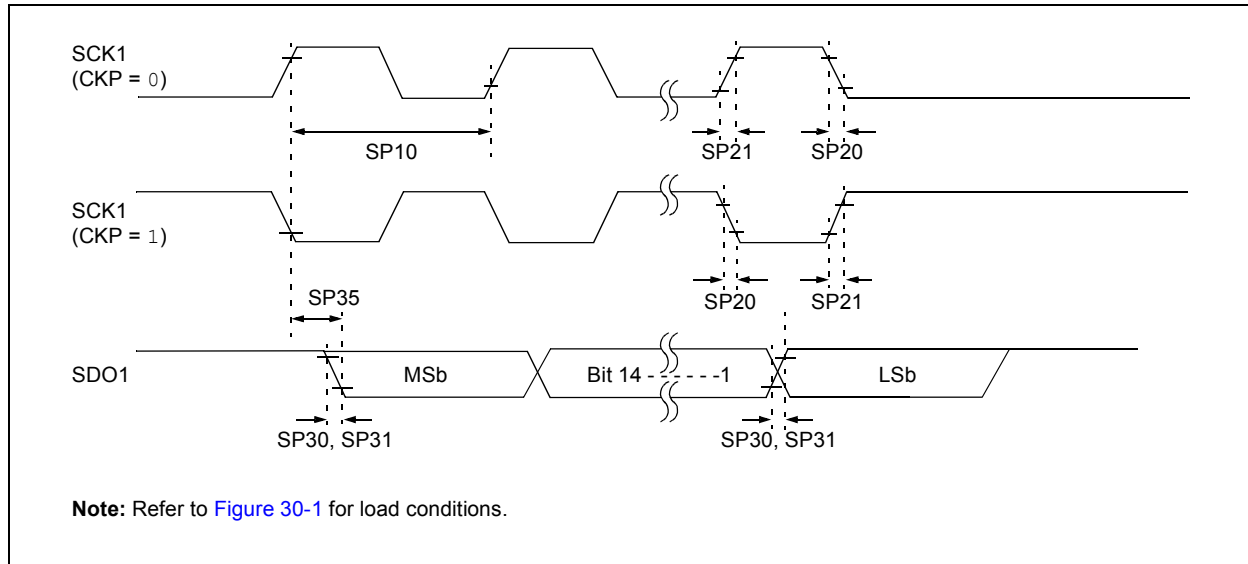 SCK1
(CKP = 0)
SP10
SP21
SP20
SCK1
(CKP = 1)
SP20
SP21
SP35
SDO1
MSb
Bit 14 - - - - - - -1
LSb
SP30, SP31
SP30, SP31
Note: Refer to Figure 30-1 for load conditions.